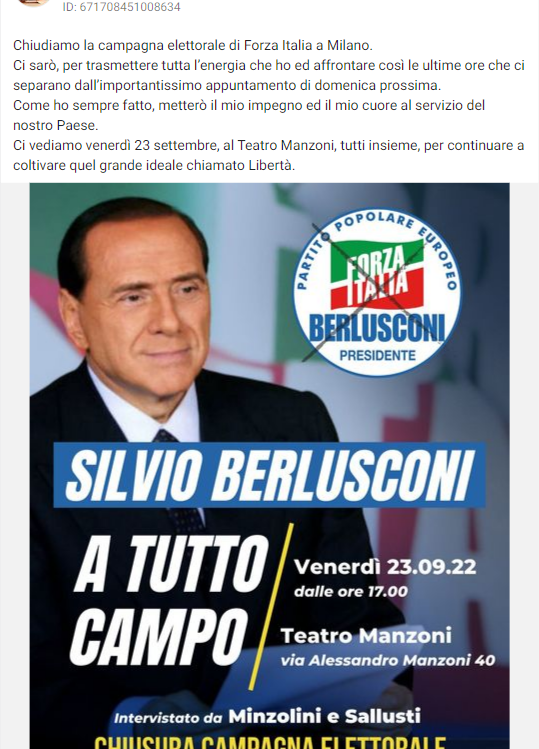 ID: 671708451008634
Chiudiamo la campagna elettorale di Forza Italia a Milano.
Ci sarò, per trasmettere tutta l'energia che ho ed affrontare così le ultime ore che ci
separano dall'importantissimo appuntamento di domenica prossima.
Come ho sempre fatto, metterò il mio impegno ed il mio cuore al servizio del
nostro Paese.
Ci vediamo venerdì 23 settembre, al Teatro Manzoni, tutti insieme, per continuare a
coltivare quel grande ideale chiamato Libertà.
PARTITO POPOLARE EUROPEO
FORZA
ITALIA
BERLUSCONI
PRESIDENTE
SILVIO BERLUSCONI
A TUTTO
CAMPO
Venerdì 23.09.22
dalle ore 17.00
Teatro Manzoni
via Alessandro Manzoni 40
Intervistato da Minzolini e Sallusti
CHIUSURA CAMPAGNA ELETTORALE